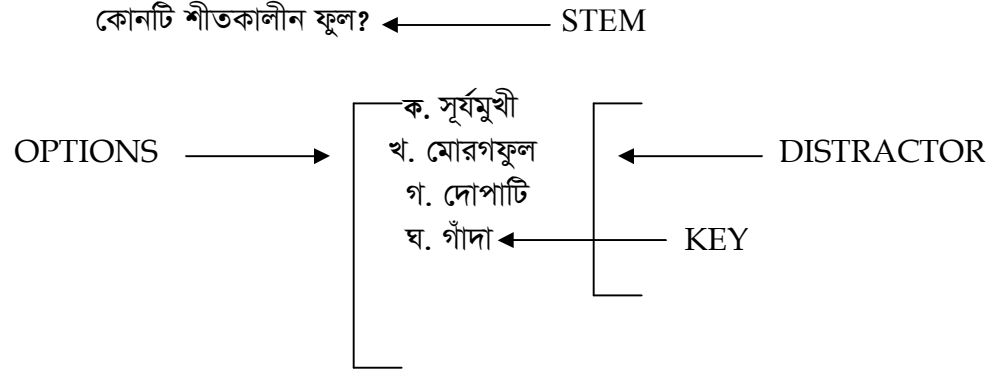 কোনটি শীতকালীন ফুল? STEM
ক. সূর্যমুখী
OPTIONS খ. মোরগফুল DISTRACTOR
গ. দোপাটি
ঘ. গাঁদা KEY